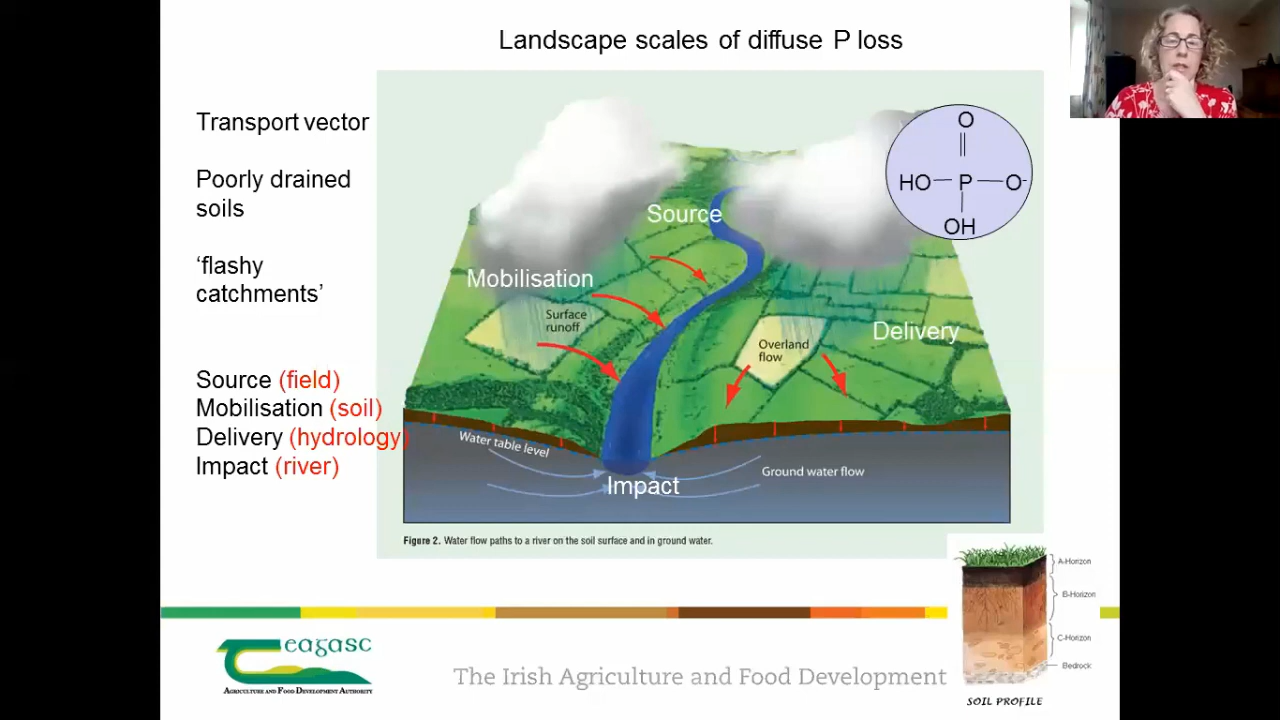 Landscape scales of diffuse P loss
Transport vector
Poorly drained
soils
‘flashy
catchments’
Source (field)
Mobilisation (soil)
Delivery (hydrology)
Impact (river)
Source
Mobilisation
Surface
runoff
Delivery
Overland
flow
Water table level
Ground water flow
Impact
O
HO P O-
OH
Figure 2. Water flow paths to a river on the soil surface and in ground water.
A-Horizon
B-Horizon
C-Horizon
Bedrock
SOIL PROFILE
eagasc
AGRICULTURE AND FOOD DEVELOPMENT AUTHORITY
The Irish Agriculture and Food Development